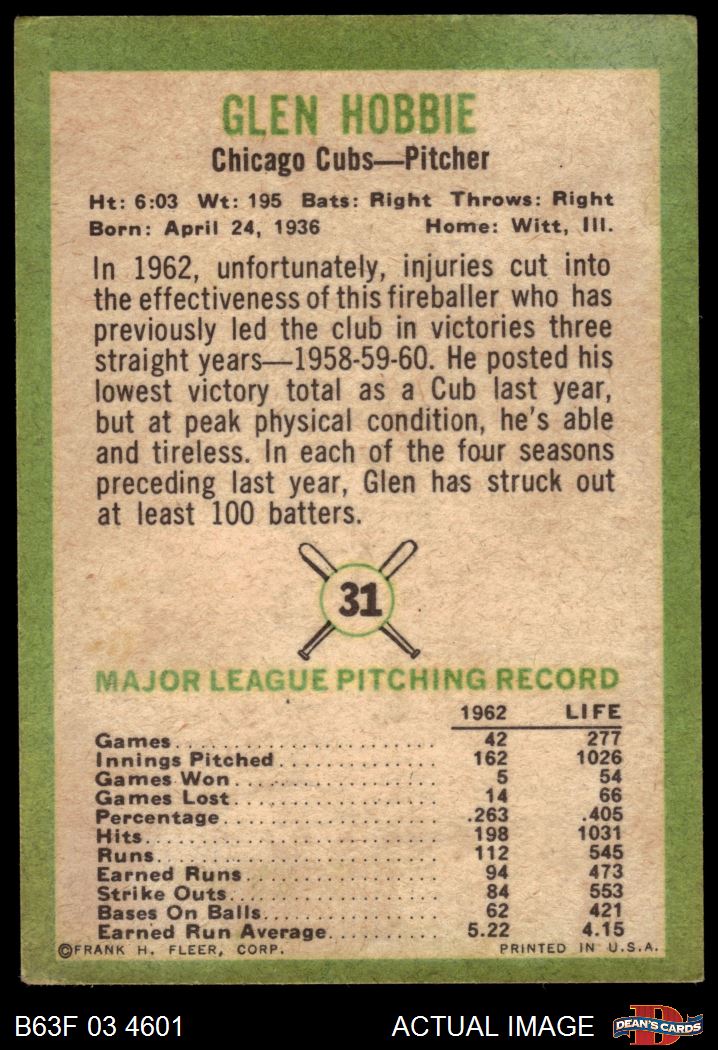 GLEN HOBBIE
Chicago Cubs—Pitcher
Ht: 6:03 Wt: 195 Bats: Right Throws: Right
Born: April 24, 1936 Home: Witt, Ill.
In 1962, unfortunately, injuries cut into
the effectiveness of this fireballer who has
previously led the club in victories three
straight years—1958-59-60. He posted his
lowest victory total as a Cub last year,
but at peak physical condition, he's able
and tireless. In each of the four seasons
preceding last year, Glen has struck out
at least 100 batters.
31
MAJOR LEAGUE PITCHING RECORD
1962 LIFE
Games 42 277
Innings Pitched 162 1026
Games Won 5 54
Games Lost 14 66
Percentage .263 .405
Hits 198 1031
Runs 112 545
Earned Runs 94 473
Strike Outs 84 553
Bases On Balls 62 421
Earned Run Average 5.22 4.15
©FRANK H. FLEER, CORP. PRINTED IN U.S.A.
B63F 03 4601 ACTUAL IMAGE D DEAN'S CARDS